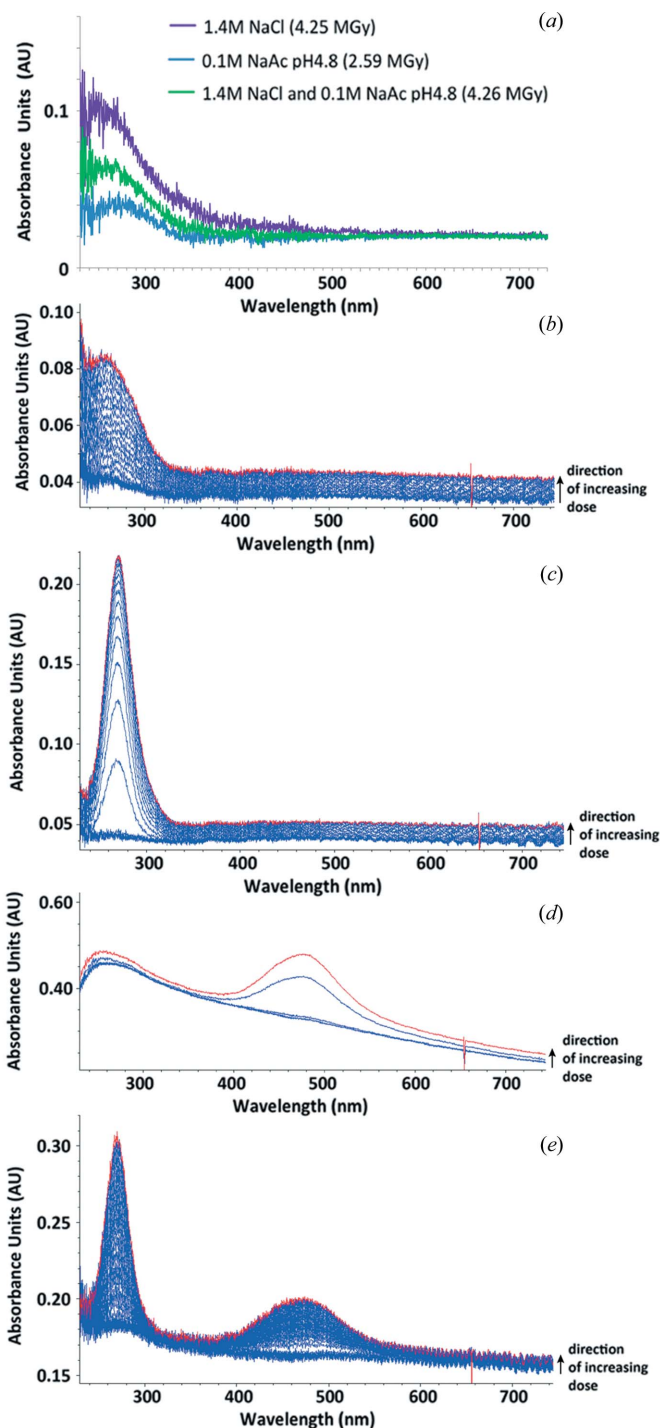 (a)
1.4M NaCl (4.25 MGy)
0.1M NaAc pH4.8 (2.59 MGy)
1.4M NaCl and 0.1M NaAc pH4.8 (4.26 MGy)
Absorbance Units (AU)
0.1
0
300 400 500 600 700
Wavelength (nm)
(b)
Absorbance Units (AU)
0.10
0.08
0.06
0.04
direction
of increasing
dose
300 400 500 600 700
Wavelength (nm)
(c)
Absorbance Units (AU)
0.20
0.15
0.10
0.05
direction
of increasing
dose
300 400 500 600 700
Wavelength (nm)
(d)
Absorbance Units (AU)
0.60
0.40
direction
of increasing
dose
300 400 500 600 700
Wavelength (nm)
(e)
Absorbance Units (AU)
0.30
0.25
0.20
0.15
direction
of increasing
dose
300 400 500 600 700
Wavelength (nm)